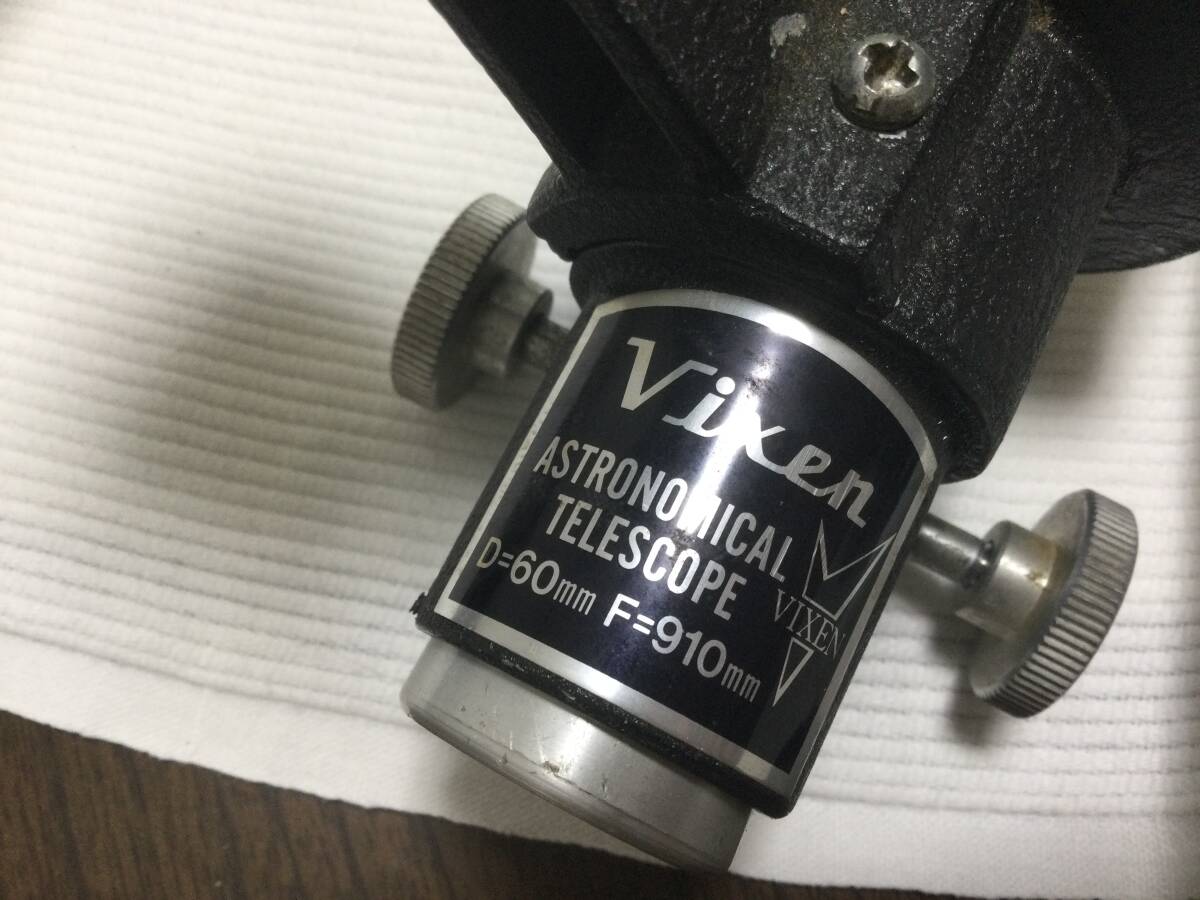 Vixen
ASTRONOMICAL
TELESCOPE
D=60mm F=910mm
VIXEN